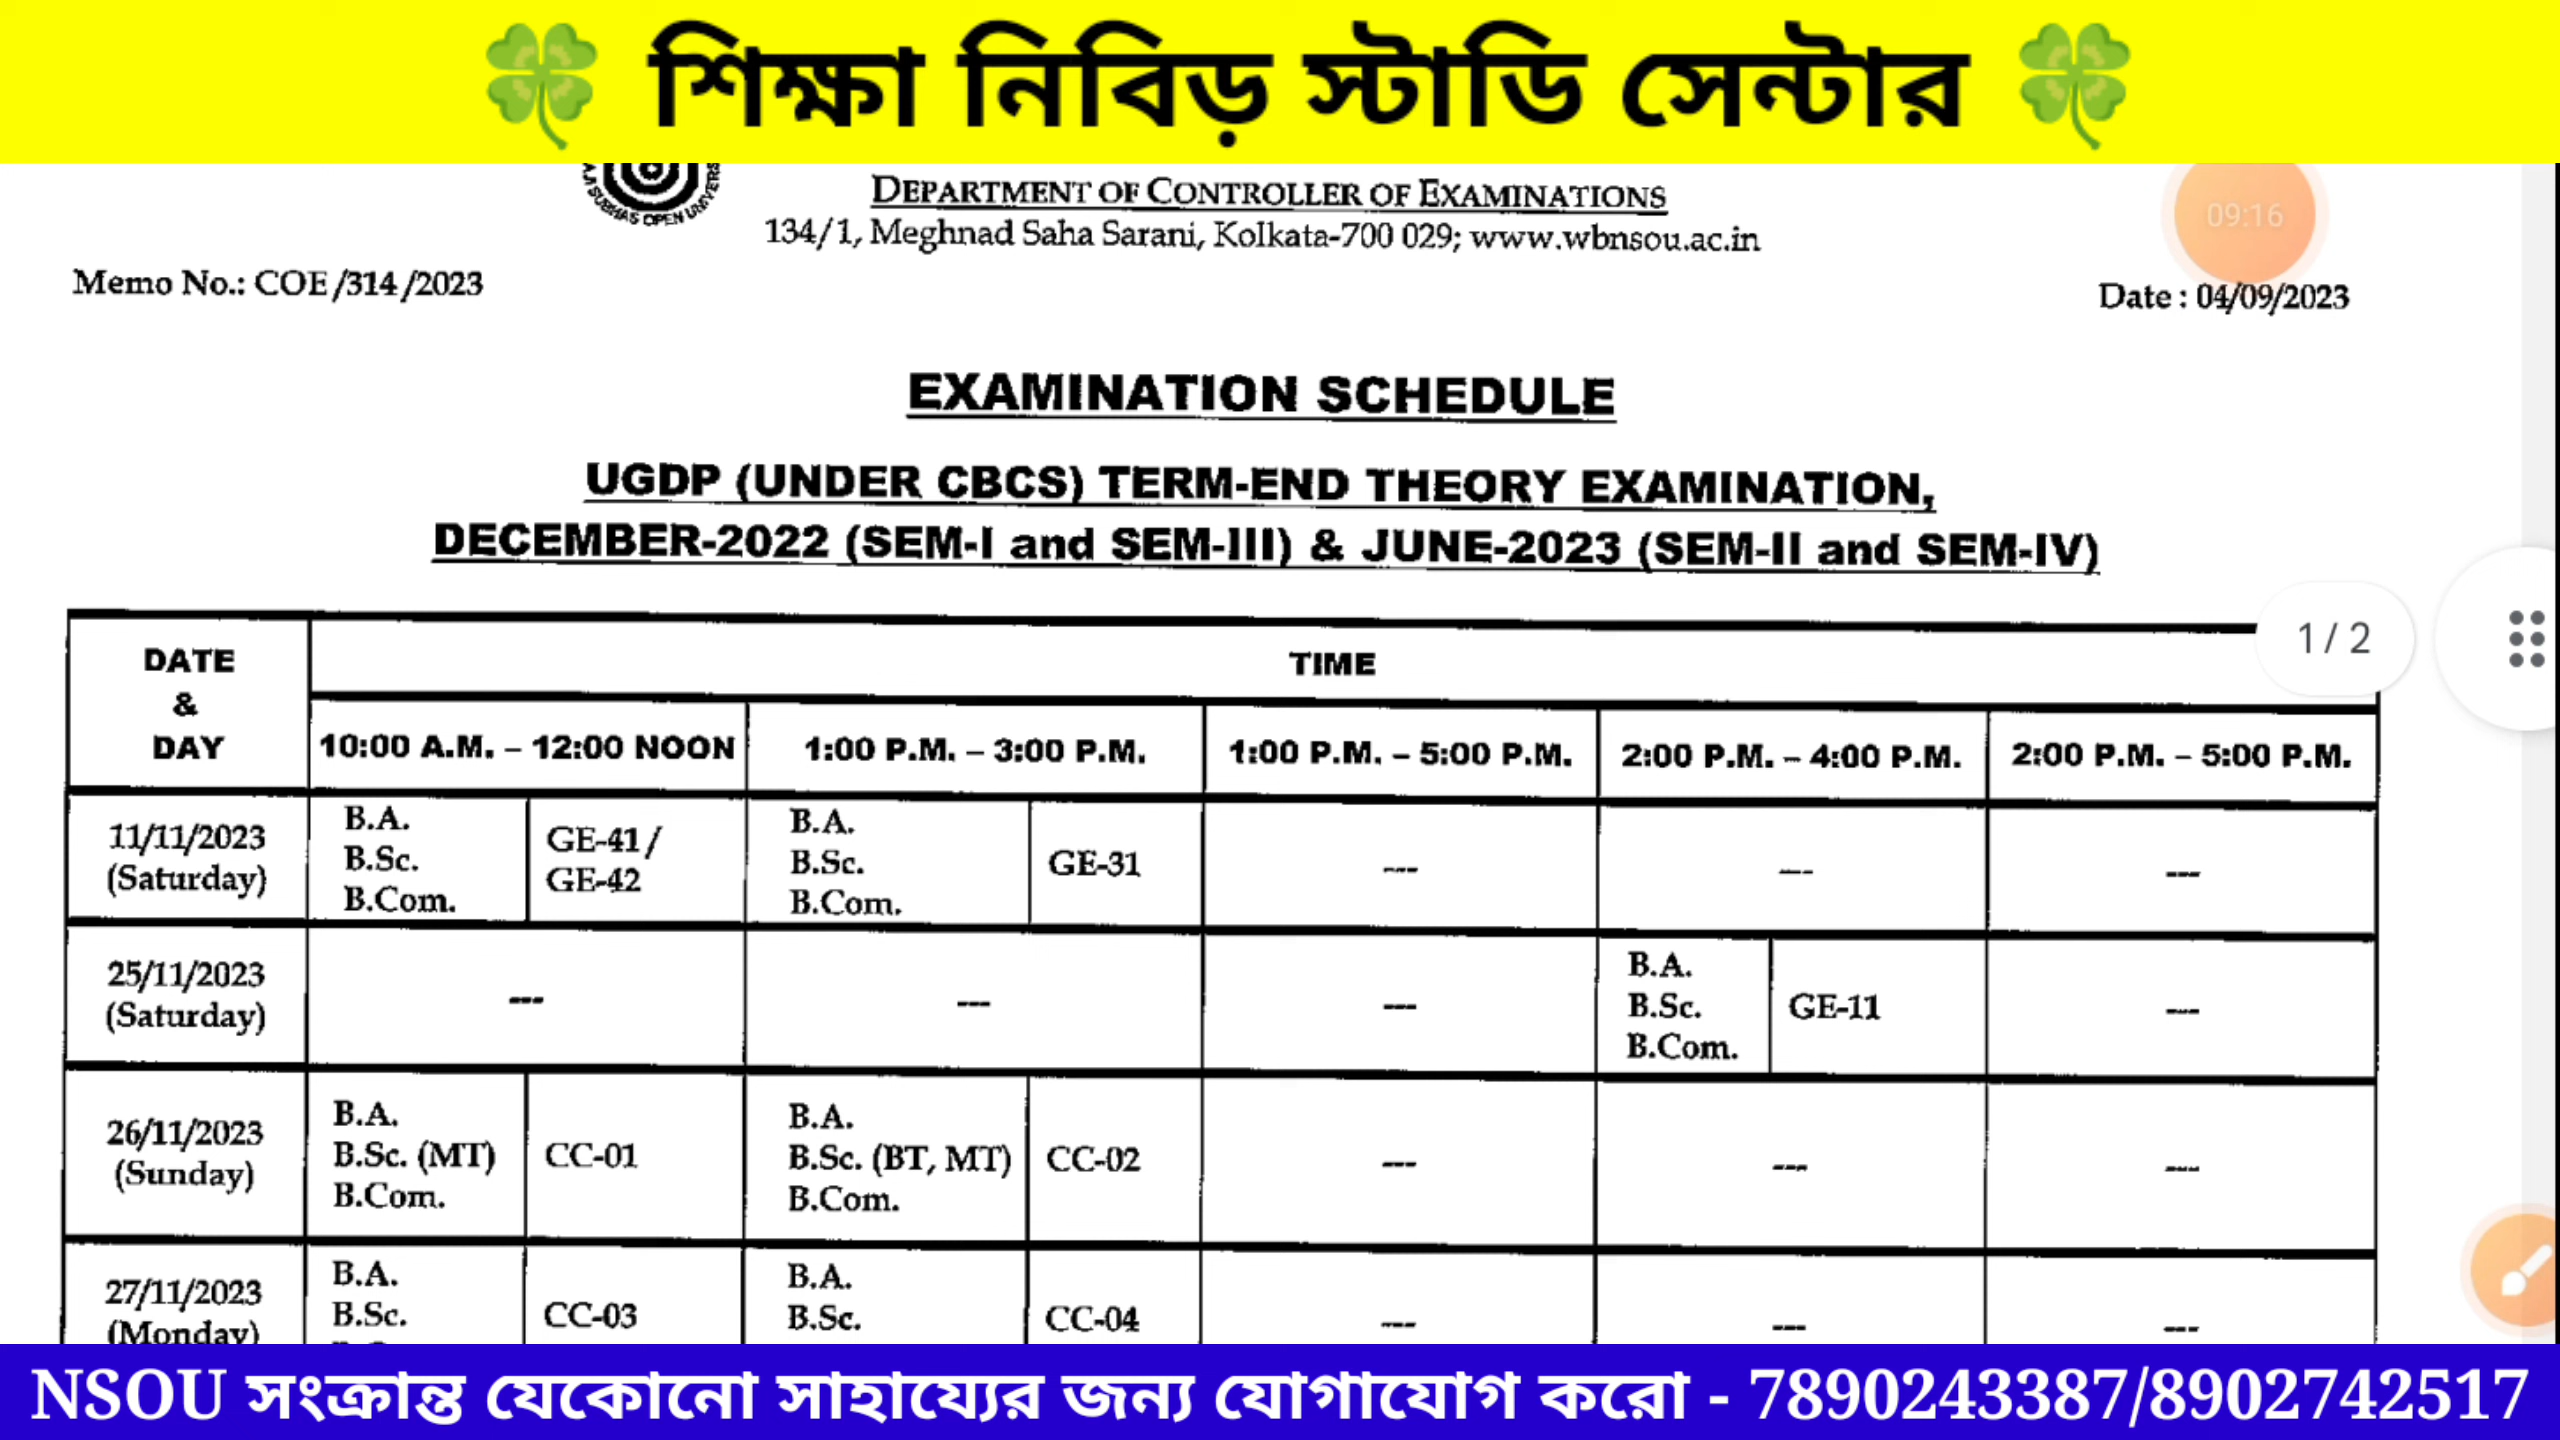 🍀 শিক্ষা নিবিড় স্টাডি সেন্টার 🍀
SUBHAS OPEN UNIVERS
DEPARTMENT OF CONTROLLER OF EXAMINATIONS
134/1, Meghnad Saha Sarani, Kolkata-700 029; www.wbnsou.ac.in
09:16
Memo No.: COE/314/2023
Date : 04/09/2023
EXAMINATION SCHEDULE
UGDP (UNDER CBCS) TERM-END THEORY EXAMINATION,
DECEMBER-2022 (SEM-I and SEM-III) & JUNE-2023 (SEM-II and SEM-IV)
1 / 2
DATE & DAY
TIME
10:00 A.M. – 12:00 NOON 1:00 P.M. – 3:00 P.M. 1:00 P.M. – 5:00 P.M. 2:00 P.M. – 4:00 P.M. 2:00 P.M. – 5:00 P.M.
11/11/2023 (Saturday) B.A. B.Sc. B.Com. GE-41/ GE-42 B.A. B.Sc. B.Com. GE-31 --- --- ---
25/11/2023 (Saturday) --- --- --- B.A. B.Sc. B.Com. GE-11 ---
26/11/2023 (Sunday) B.A. B.Sc. (MT) B.Com. CC-01 B.A. B.Sc. (BT, MT) B.Com. CC-02 --- --- ---
27/11/2023 (Monday) B.A. B.Sc. CC-03 B.A. B.Sc. CC-04 --- --- ---
NSOU সংক্রান্ত যেকোনো সাহায্যের জন্য যোগাযোগ করো - 7890243387/8902742517